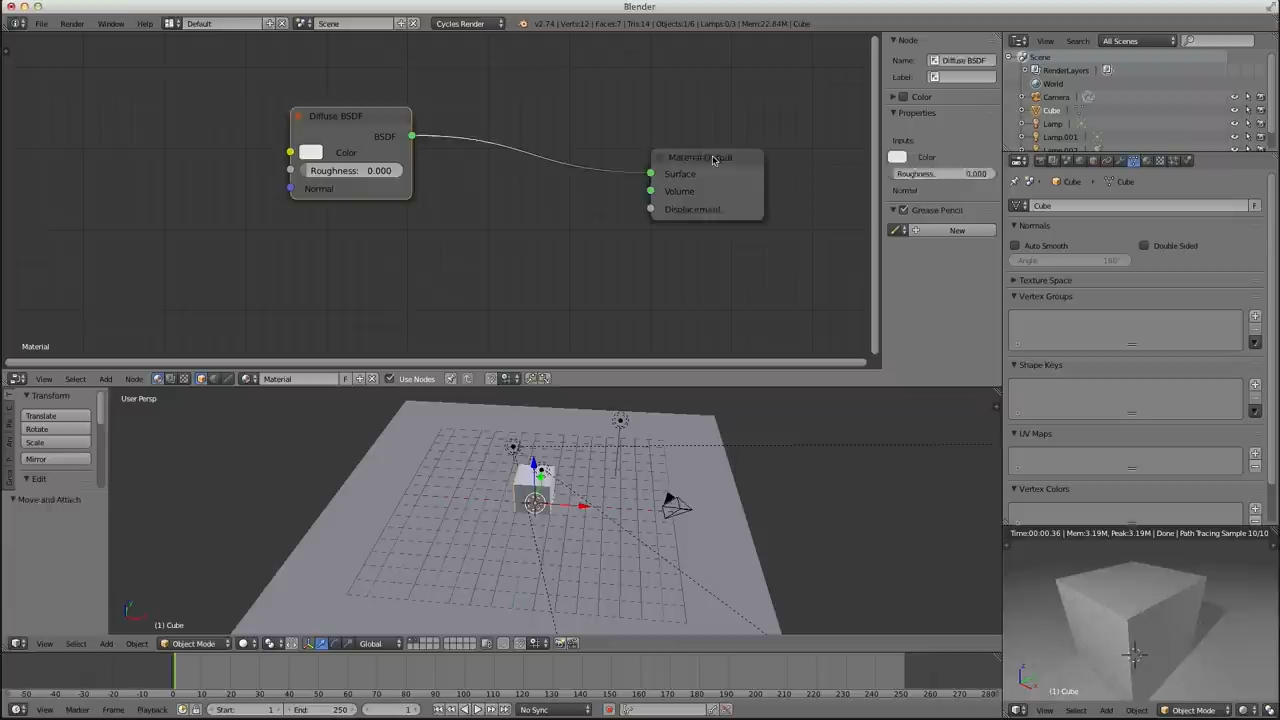 Blender
File Render Window Help Default Scene Cycles Render v2.74 | Verts:12 | Faces:7 | Tris:14 | Objects:1/6 | Lamps:0/3 | Mem:22.84M | Cube
Diffuse BSDF
BSDF
Color
Roughness: 0.000
Normal
Surface
Volume
Displacement
Material
Node
Name: Diffuse BSDF
Label:
Color
Properties
Inputs:
Color
Roughness: 0.000
Normal
Grease Pencil
New
View Search All Scenes
Scene
RenderLayers
World
Camera
Cube
Lamp
Lamp.001
View Select Add Node Material F Use Nodes
Transform
Translate
Rotate
Scale
Mirror
Edit
Move and Attach
User Persp
(1) Cube
View Select Add Object Object Mode Global
Cube Cube
Cube F
Normals
Auto Smooth Double Sided
Angle: 180°
Texture Space
Vertex Groups
Shape Keys
UV Maps
Vertex Colors
Time:00:00.36 | Mem:3.19M, Peak:3.19M | Done | Path Tracing Sample 10/10
(1) Cube
View Select Add Object Object Mode
-50 -40 -30 -20 -10 0 10 20 30 40 50 60 70 80 90 100 110 120 130 140 150 160 170 180 190 200 210 220 230 240 250 260 270 280
View Marker Frame Playback Start: 1 End: 250 1 No Sync